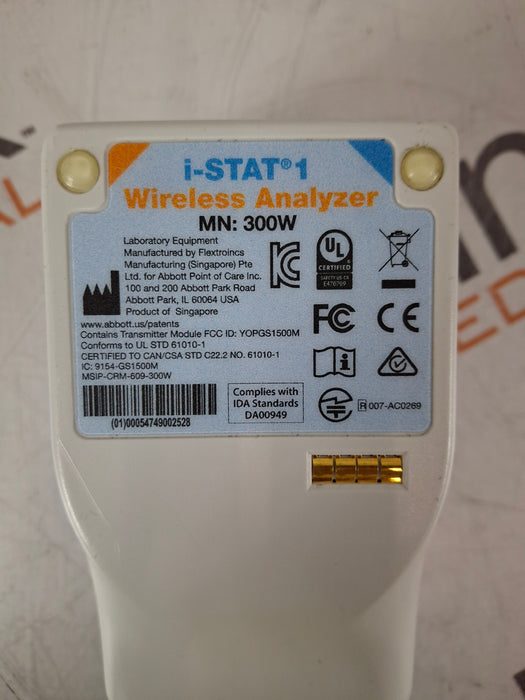 i-STAT®1
Wireless Analyzer
MN: 300W
Laboratory Equipment
Manufactured by Flextroincs
Manufacturing (Singapore) Pte
Ltd. for Abbott Point of Care Inc.
100 and 200 Abbott Park Road
Abbott Park, IL 60064 USA
Product of Singapore
www.abbott.us/patents
Contains Transmitter Module FCC ID: YOPGS1500M
Conforms to UL STD 61010-1
CERTIFIED TO CAN/CSA STD C22.2 NO. 61010-1
IC: 9154-GS1500M
MSIP-CRM-609-300W
(01)00054749002528
Complies with
IDA Standards
DA00949
UL
CERTIFIED
SAFETY US-CA
E470709
FC CE
R 007-AC0269